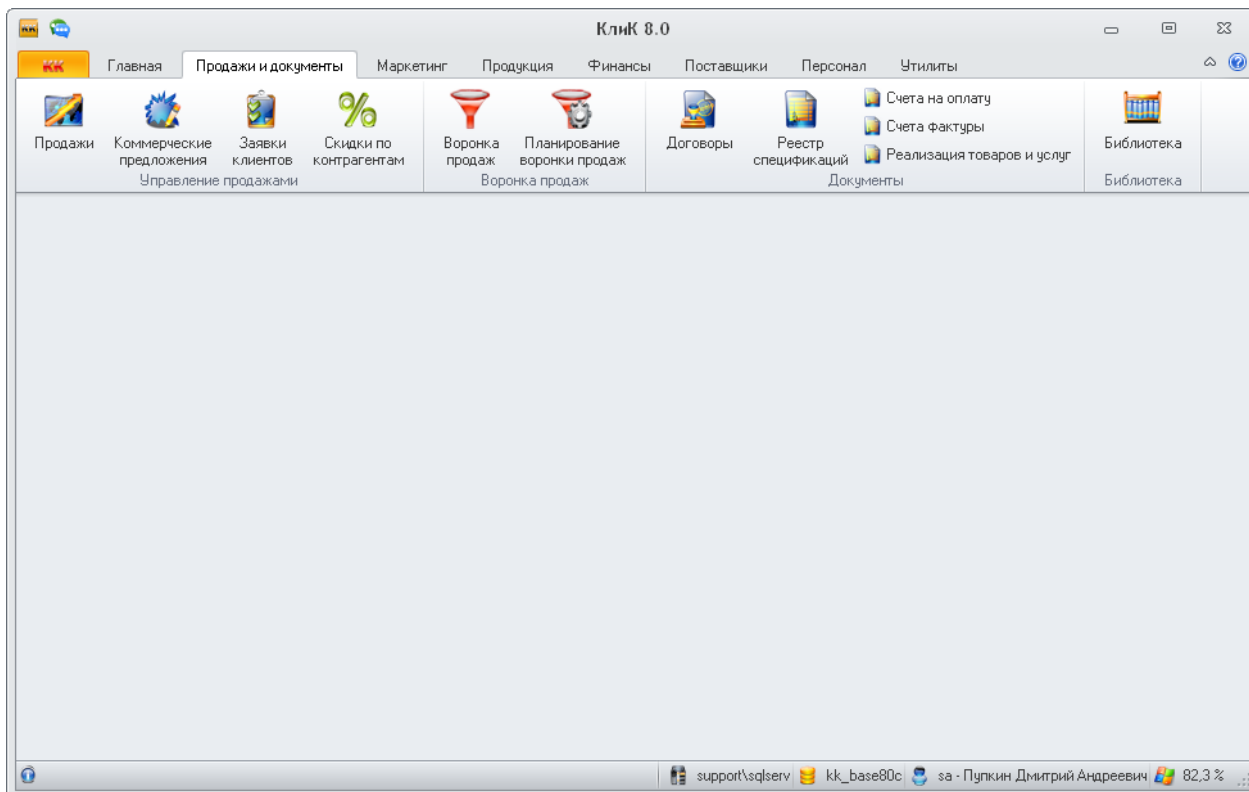 КК КлиК 8.0
КК Главная Продажи и документы Маркетинг Продукция Финансы Поставщики Персонал Утилиты
Продажи
Коммерческие
предложения
Заявки
клиентов
Скидки по
контрагентам
Управление продажами
Воронка
продаж
Планирование
воронки продаж
Воронка продаж
Договоры
Реестр
спецификаций
Счета на оплату
Счета фактуры
Реализация товаров и услуг
Документы
Библиотека
Библиотека
support\sqlserv kk_base80c sa - Пупкин Дмитрий Андреевич 82,3 %